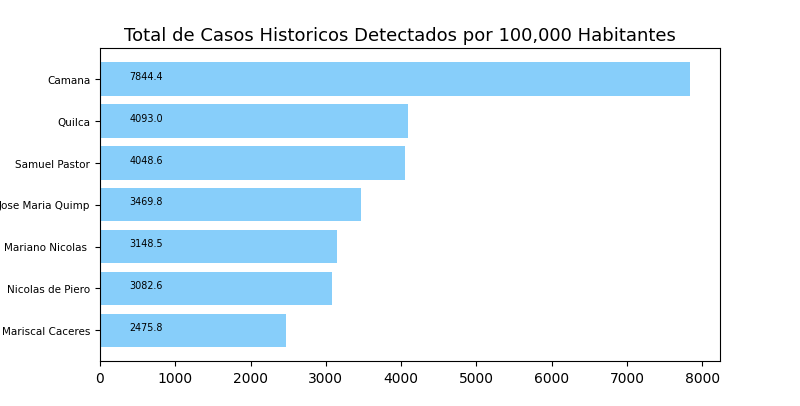 Total de Casos Historicos Detectados por 100,000 Habitantes
Camana 7844.4
Quilca 4093.0
Samuel Pastor 4048.6
Jose Maria Quimp 3469.8
Mariano Nicolas 3148.5
Nicolas de Piero 3082.6
Mariscal Caceres 2475.8
0 1000 2000 3000 4000 5000 6000 7000 8000